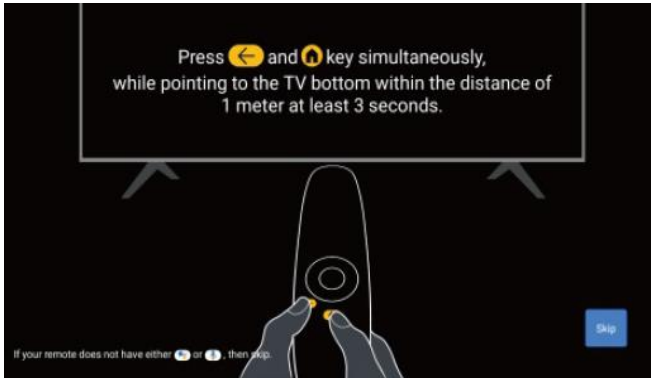 Press and key simultaneously,
while pointing to the TV bottom within the distance of
1 meter at least 3 seconds.
Skip
If your remote does not have either or , then skip.